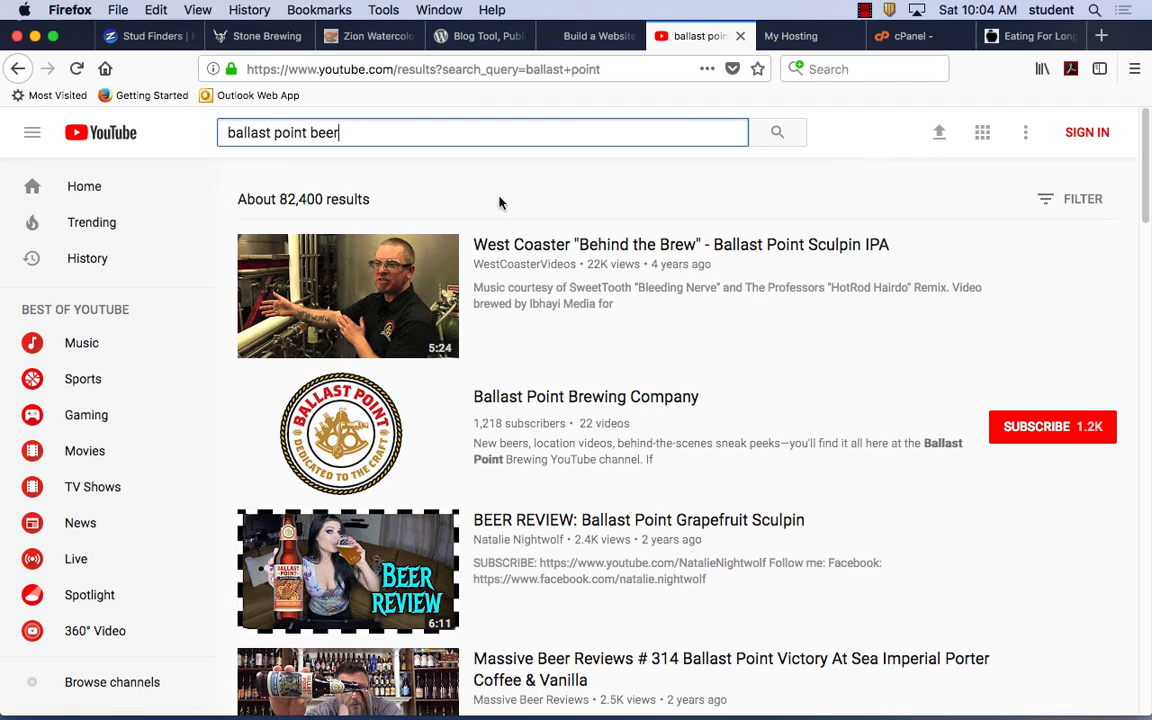 Firefox File Edit View History Bookmarks Tools Window Help Sat 10:04 AM student
Stud Finders | Stone Brewing Zion Watercolo Blog Tool, Publi Build a Website ballast poin My Hosting cPanel - Eating For Long
https://www.youtube.com/results?search_query=ballast+point Search
Most Visited Getting Started Outlook Web App
YouTube ballast point beer SIGN IN
Home
Trending
History
BEST OF YOUTUBE
Music
Sports
Gaming
Movies
TV Shows
News
Live
Spotlight
360° Video
Browse channels
About 82,400 results FILTER
West Coaster "Behind the Brew" - Ballast Point Sculpin IPA
WestCoasterVideos • 22K views • 4 years ago
Music courtesy of SweetTooth "Bleeding Nerve" and The Professors "HotRod Hairdo" Remix. Video
brewed by Ibhayi Media for
5:24
BALLAST POINT
DEDICATED TO THE CRAFT
Ballast Point Brewing Company
1,218 subscribers • 22 videos
New beers, location videos, behind-the-scenes sneak peeks—you'll find it all here at the Ballast
Point Brewing YouTube channel. If
SUBSCRIBE 1.2K
BALLAST POINT
BEER
REVIEW
6:11
BEER REVIEW: Ballast Point Grapefruit Sculpin
Natalie Nightwolf • 2.4K views • 2 years ago
SUBSCRIBE: https://www.youtube.com/NatalieNightwolf Follow me: Facebook:
https://www.facebook.com/natalie.nightwolf
Massive Beer Reviews # 314 Ballast Point Victory At Sea Imperial Porter
Coffee & Vanilla
Massive Beer Reviews • 2.5K views • 2 years ago